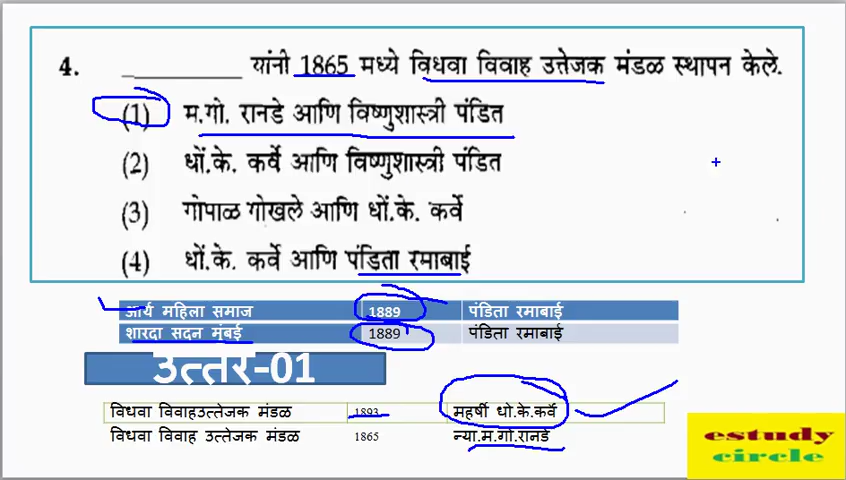 4. __________ यांनी 1865 मध्ये विधवा विवाह उत्तेजक मंडळ स्थापन केले.
(1) म.गो. रानडे आणि विष्णुशास्त्री पंडित
(2) धों.के. कर्वे आणि विष्णुशास्त्री पंडित
(3) गोपाळ गोखले आणि धों.के. कर्वे
(4) धों.के. कर्वे आणि पंडिता रमाबाई
आर्य महिला समाज 1889 पंडिता रमाबाई
शारदा सदन मुंबई 1889 पंडिता रमाबाई
उत्तर-01
विधवा विवाहउत्तेजक मंडळ 1893 महर्षी धो.के.कर्वे
विधवा विवाह उत्तेजक मंडळ 1865 न्या.म.गो.रानडे
estudy
circle